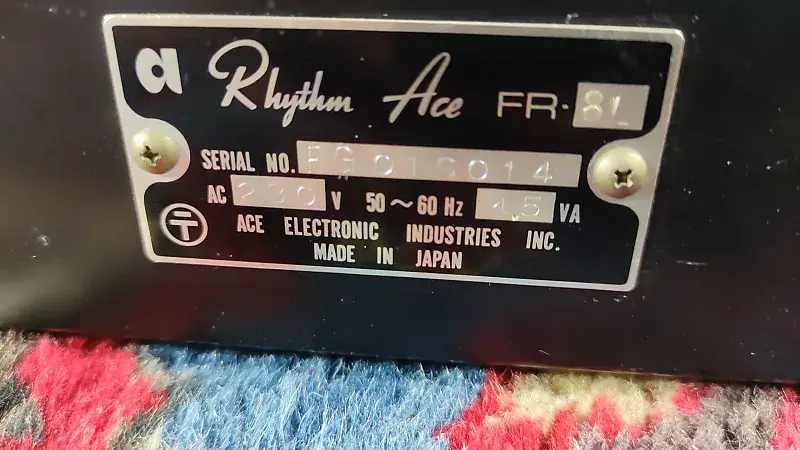 a Rhythm Ace FR-8L
SERIAL NO.
AC 230 V 50~60 Hz 4.5 VA
ACE ELECTRONIC INDUSTRIES INC.
MADE IN JAPAN